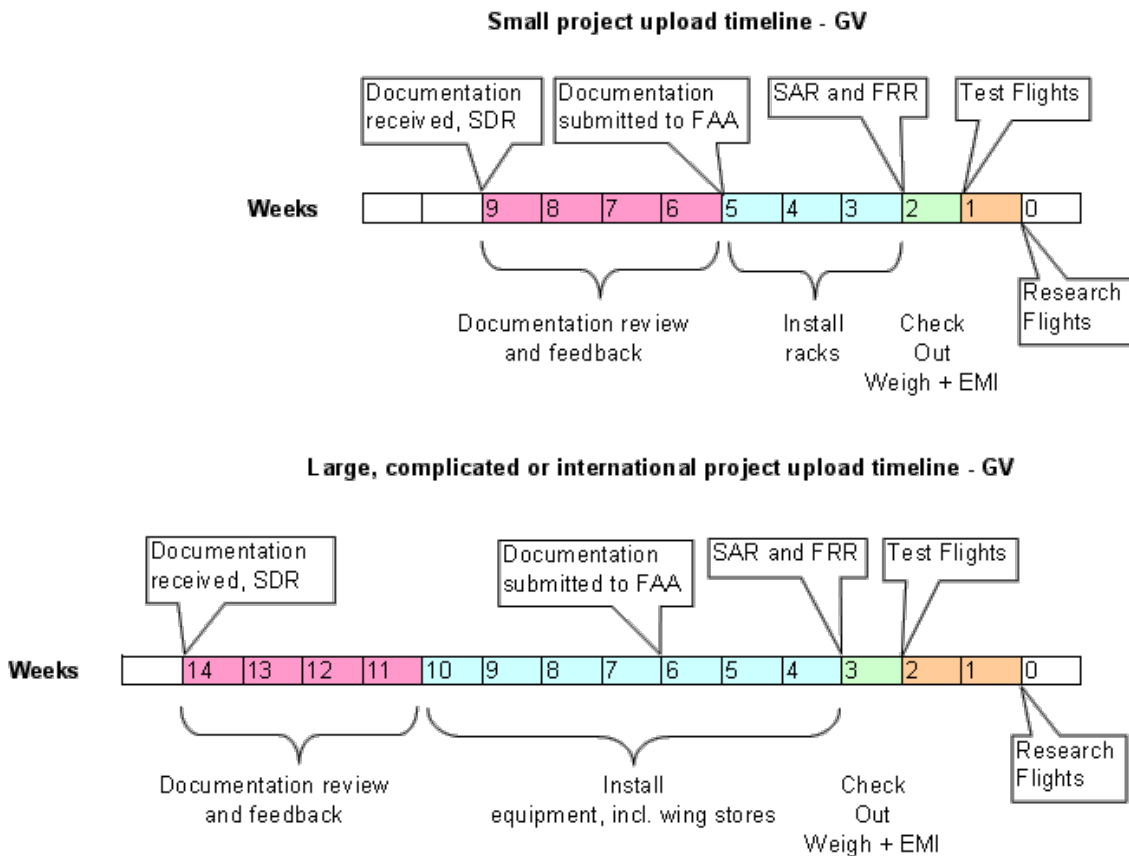 Small project upload timeline - GV
Documentation
received, SDR
Documentation
submitted to FAA
SAR and FRR
Test Flights
Weeks
9 8 7 6 5 4 3 2 1 0
Research
Flights
Documentation review
and feedback
Install
racks
Check
Out
Weigh + EMI
Large, complicated or international project upload timeline - GV
Documentation
received, SDR
Documentation
submitted to FAA
SAR and FRR
Test Flights
Weeks
14 13 12 11 10 9 8 7 6 5 4 3 2 1 0
Research
Flights
Documentation review
and feedback
Install
equipment, incl. wing stores
Check
Out
Weigh + EMI